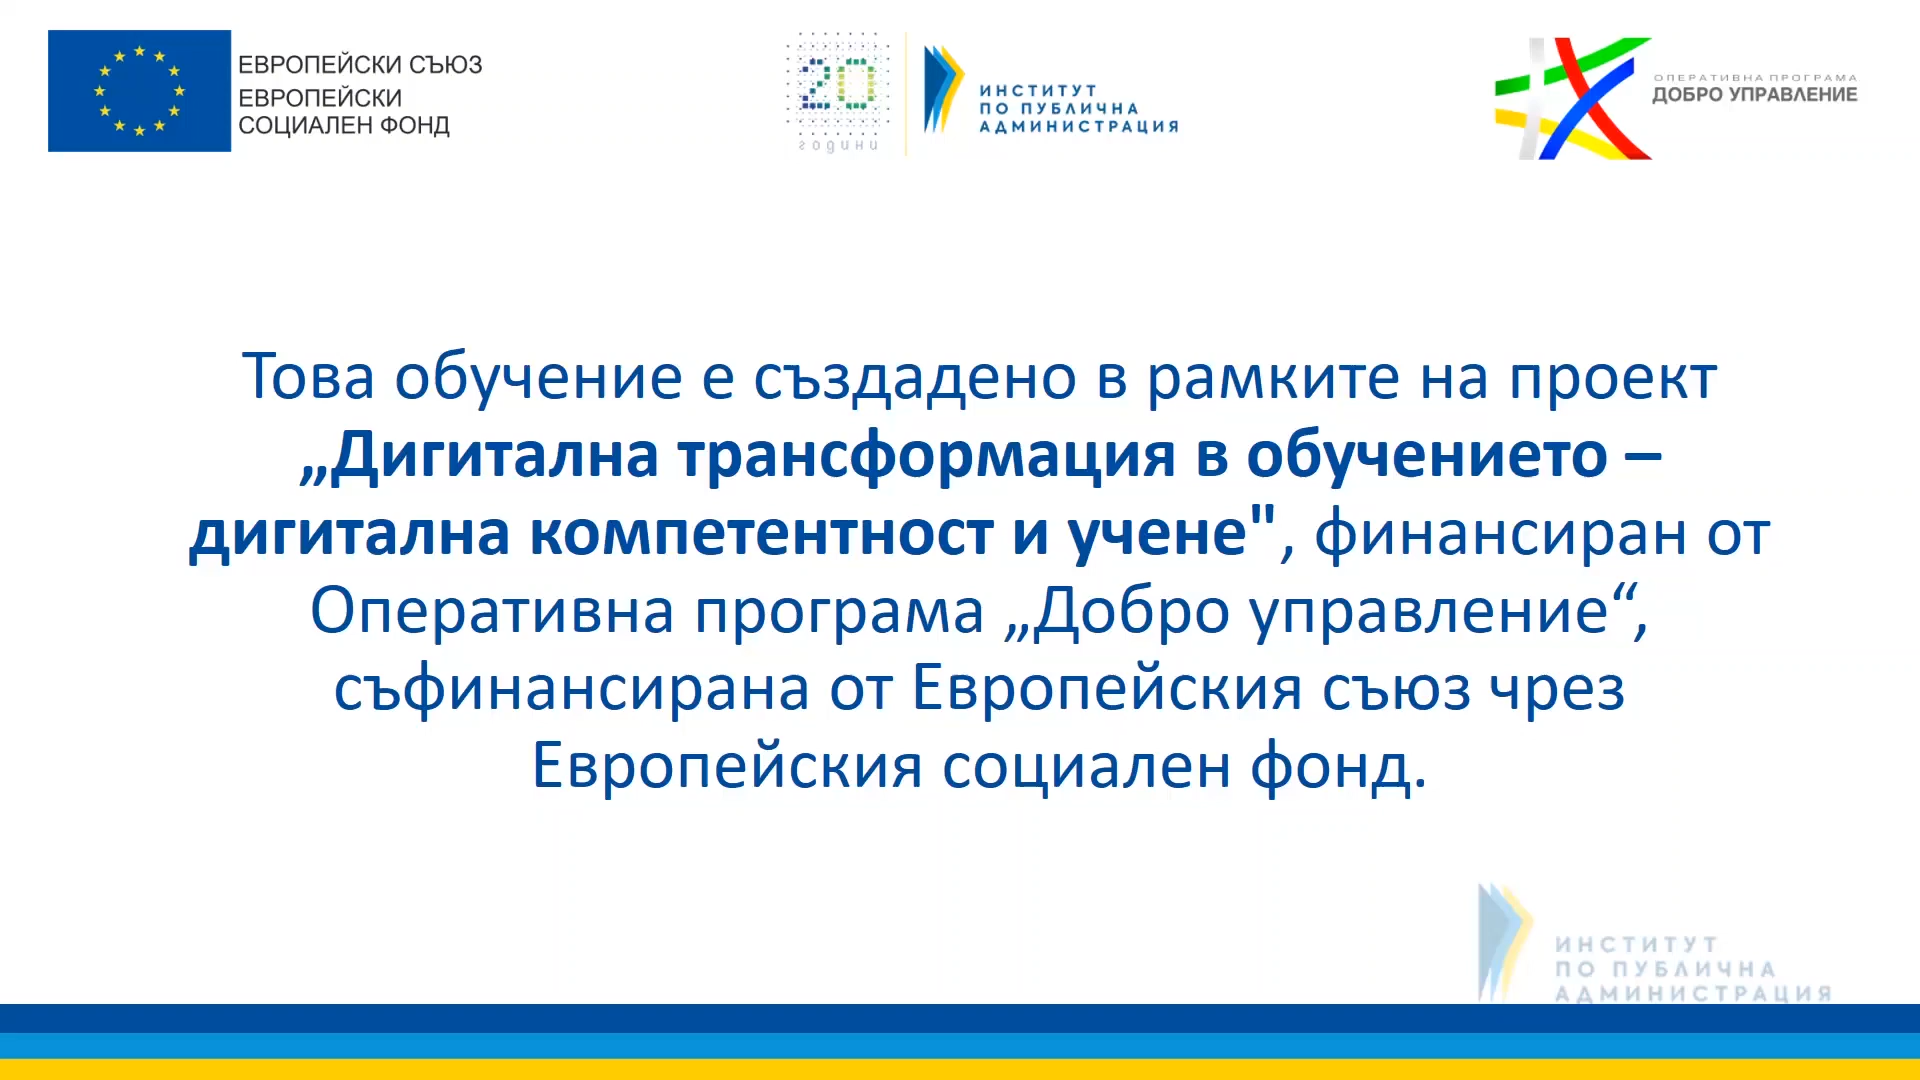 ЕВРОПЕЙСКИ СЪЮЗ
ЕВРОПЕЙСКИ
СОЦИАЛЕН ФОНД
20
години
ИНСТИТУТ
ПО ПУБЛИЧНА
АДМИНИСТРАЦИЯ
ОПЕРАТИВНА ПРОГРАМА
ДОБРО УПРАВЛЕНИЕ
Това обучение е създадено в рамките на проект
„Дигитална трансформация в обучението –
дигитална компетентност и учене", финансиран от
Оперативна програма „Добро управление“,
съфинансирана от Европейския съюз чрез
Европейския социален фонд.
ИНСТИТУТ
ПО ПУБЛИЧНА
АДМИНИСТРАЦИЯ